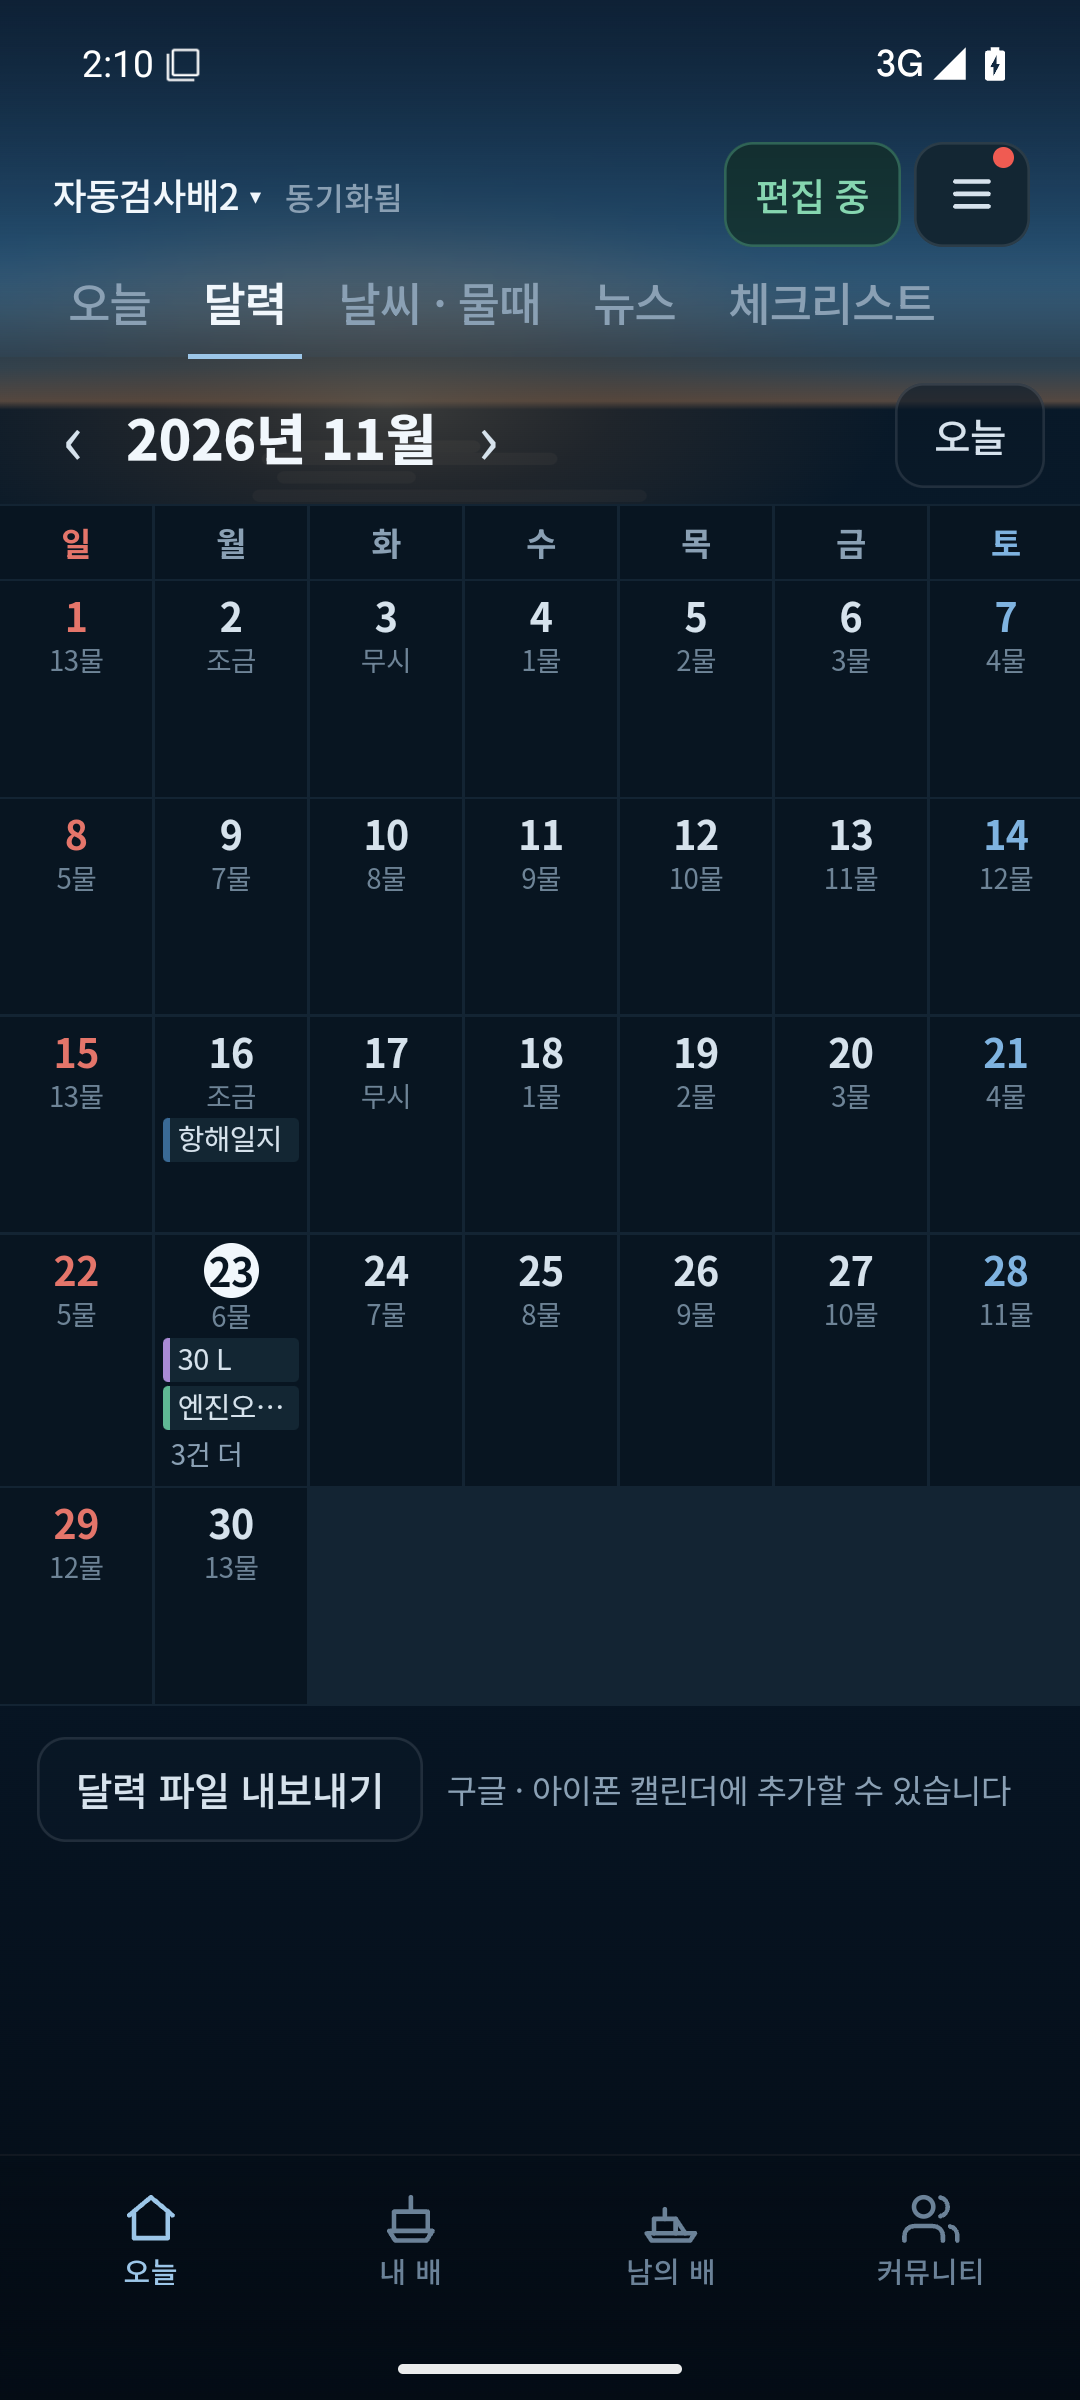 2:10 3G
자동검사배2 ▾ 동기화됨 편집 중
오늘 달력 날씨 · 물때 뉴스 체크리스트
‹ 2026년 11월 › 오늘
일 월 화 수 목 금 토
1 2 3 4 5 6 7
13물 조금 무시 1물 2물 3물 4물
8 9 10 11 12 13 14
5물 7물 8물 9물 10물 11물 12물
15 16 17 18 19 20 21
13물 조금 무시 1물 2물 3물 4물
항해일지
22 23 24 25 26 27 28
5물 6물 7물 8물 9물 10물 11물
30 L
엔진오…
3건 더
29 30
12물 13물
달력 파일 내보내기 구글 · 아이폰 캘린더에 추가할 수 있습니다
오늘 내 배 남의 배 커뮤니티